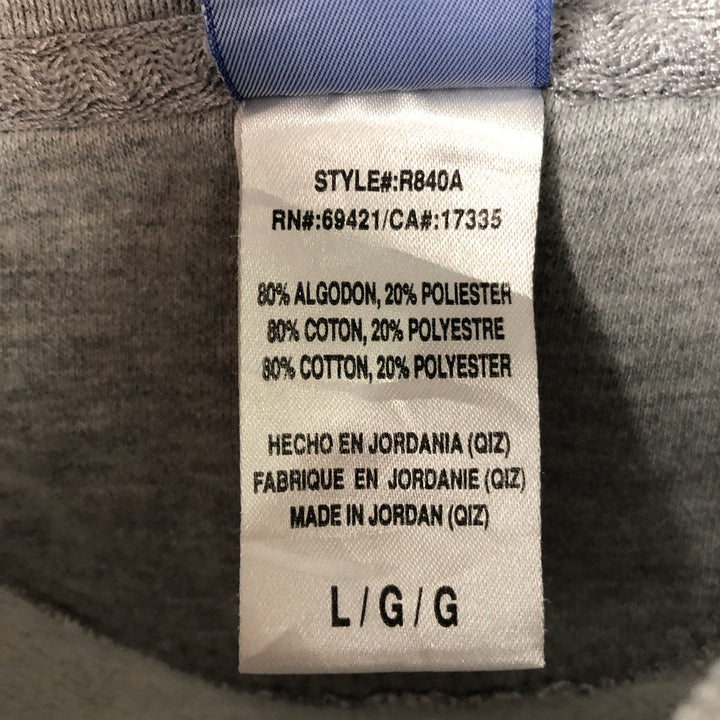 STYLE#:R840A
RN#:69421/CA#:17335
80% ALGODON, 20% POLIESTER
80% COTON, 20% POLYESTRE
80% COTTON, 20% POLYESTER
HECHO EN JORDANIA (QIZ)
FABRIQUE EN JORDANIE (QIZ)
MADE IN JORDAN (QIZ)
L / G / G